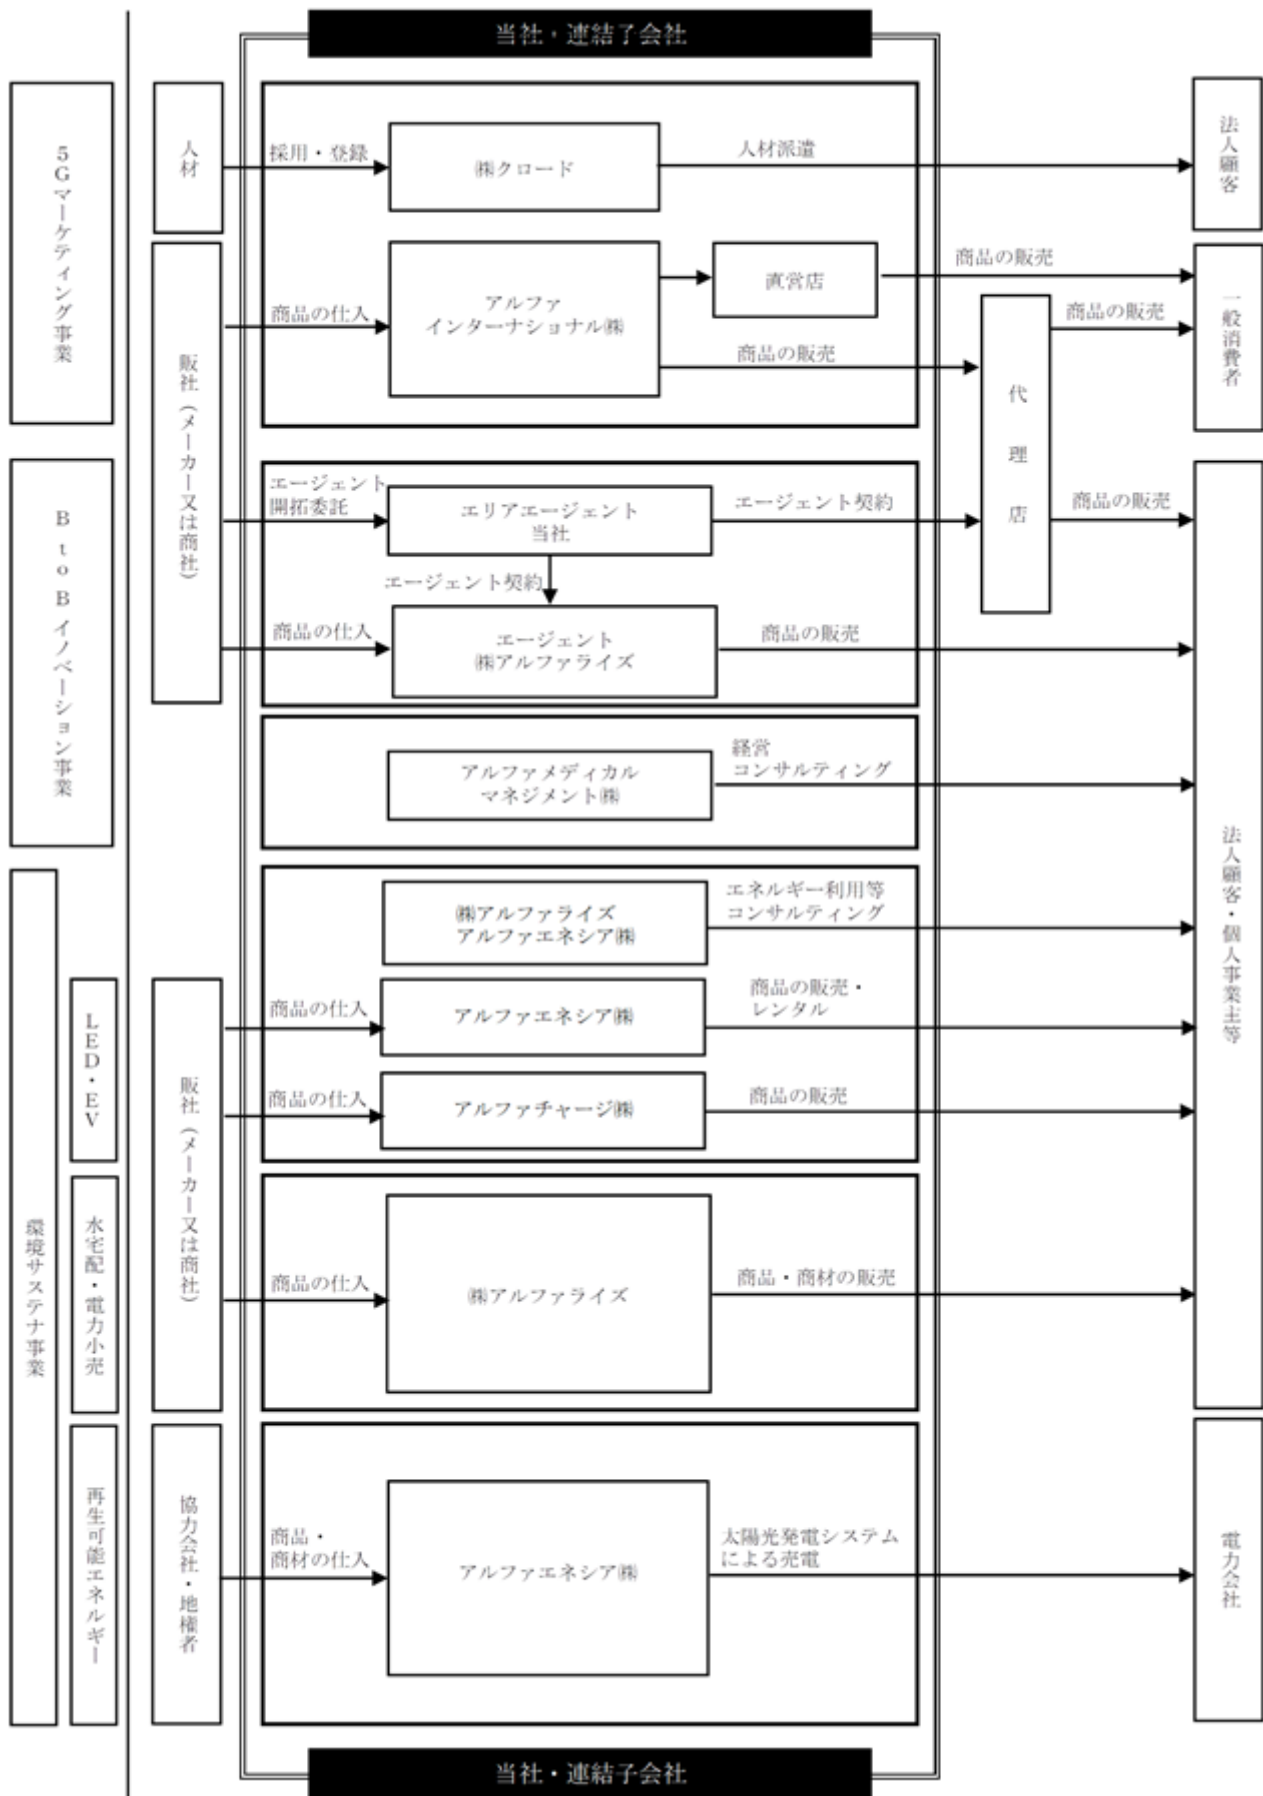 当社・連結子会社
5Gマーケティング事業
人材
採用・登録
㈱クロード
人材派遣
法人顧客
販社（メーカー又は商社）
商品の仕入
アルファ
インターナショナル㈱
直営店
商品の販売
商品の販売
代理店
商品の販売
一般消費者
BtoBイノベーション事業
エージェント
開拓委託
エリアエージェント
当社
エージェント契約
商品の販売
エージェント契約
商品の仕入
エージェント
㈱アルファライズ
商品の販売
アルファメディカル
マネジメント㈱
経営
コンサルティング
法人顧客・個人事業主等
環境サステナ事業
㈱アルファライズ
アルファエネシア㈱
エネルギー利用等
コンサルティング
LED・EV
販社（メーカー又は商社）
商品の仕入
アルファエネシア㈱
商品の販売・
レンタル
商品の仕入
アルファチャージ㈱
商品の販売
水宅配・電力小売
商品の仕入
㈱アルファライズ
商品・商材の販売
再生可能エネルギー
協力会社・地権者
商品・
商材の仕入
アルファエネシア㈱
太陽光発電システム
による売電
電力会社
当社・連結子会社